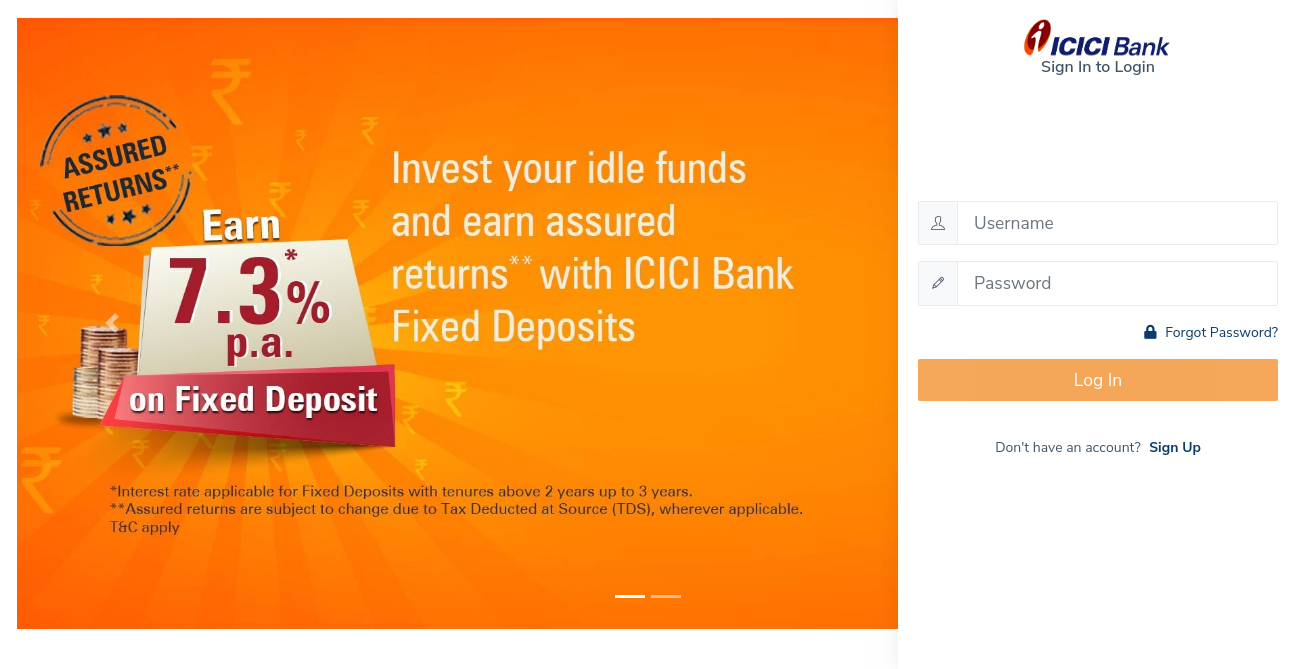 ASSURED
RETURNS**
Earn
7.3*%
p.a.
on Fixed Deposit
Invest your idle funds
and earn assured
returns** with ICICI Bank
Fixed Deposits
*Interest rate applicable for Fixed Deposits with tenures above 2 years up to 3 years.
**Assured returns are subject to change due to Tax Deducted at Source (TDS), wherever applicable.
T&C apply
ICICI Bank
Sign In to Login
Username
Password
Forgot Password?
Log In
Don't have an account? Sign Up